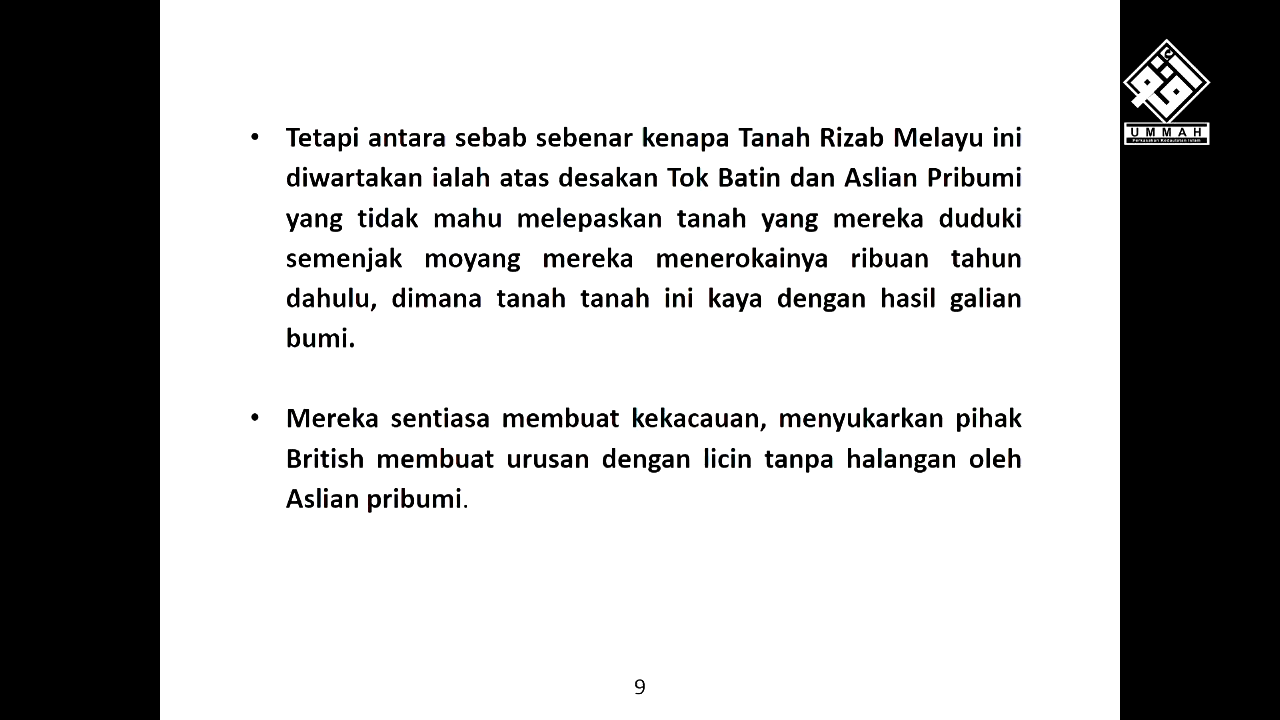 • Tetapi antara sebab sebenar kenapa Tanah Rizab Melayu ini
diwartakan ialah atas desakan Tok Batin dan Aslian Pribumi
yang tidak mahu melepaskan tanah yang mereka duduki
semenjak moyang mereka menerokainya ribuan tahun
dahulu, dimana tanah tanah ini kaya dengan hasil galian
bumi.
• Mereka sentiasa membuat kekacauan, menyukarkan pihak
British membuat urusan dengan licin tanpa halangan oleh
Aslian pribumi.
9
UMMAH
Perkasakan Kedaulatan Islam